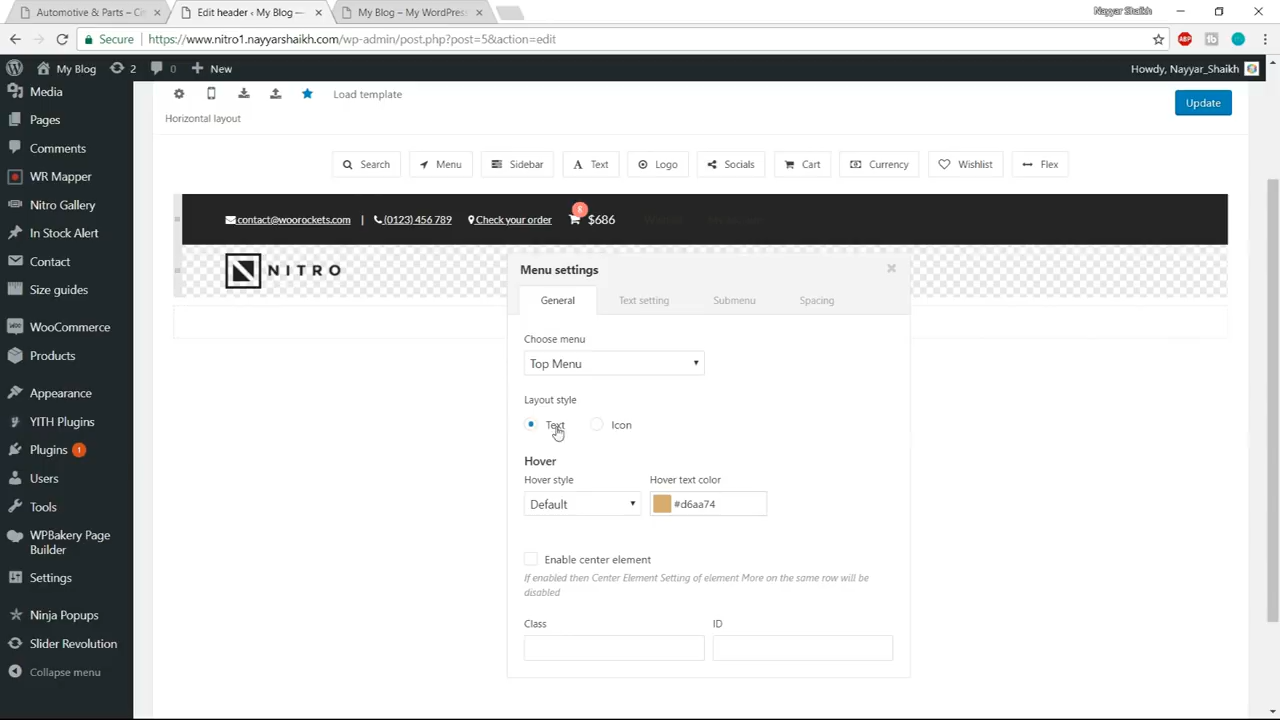 Automotive & Parts – Ci
Edit header ‹ My Blog —
My Blog – My WordPress
Nayyar Shaikh
Secure
https://www.nitro1.nayyarshaikh.com/wp-admin/post.php?post=5&action=edit
My Blog
2
0
New
Howdy, Nayyar_Shaikh
Media
Pages
Comments
WR Mapper
Nitro Gallery
In Stock Alert
Contact
Size guides
WooCommerce
Products
Appearance
YITH Plugins
Plugins 1
Users
Tools
WPBakery Page
Builder
Settings
Ninja Popups
Slider Revolution
Collapse menu
Load template
Update
Horizontal layout
Search
Menu
Sidebar
Text
Logo
Socials
Cart
Currency
Wishlist
Flex
contact@woorockets.com | (0123) 456 789 Check your order 8 $686 Wishlist My account
NITRO
Menu settings
General
Text setting
Submenu
Spacing
Choose menu
Top Menu
Layout style
Text
Icon
Hover
Hover style
Hover text color
Default
#d6aa74
Enable center element
If enabled then Center Element Setting of element More on the same row will be
disabled
Class
ID